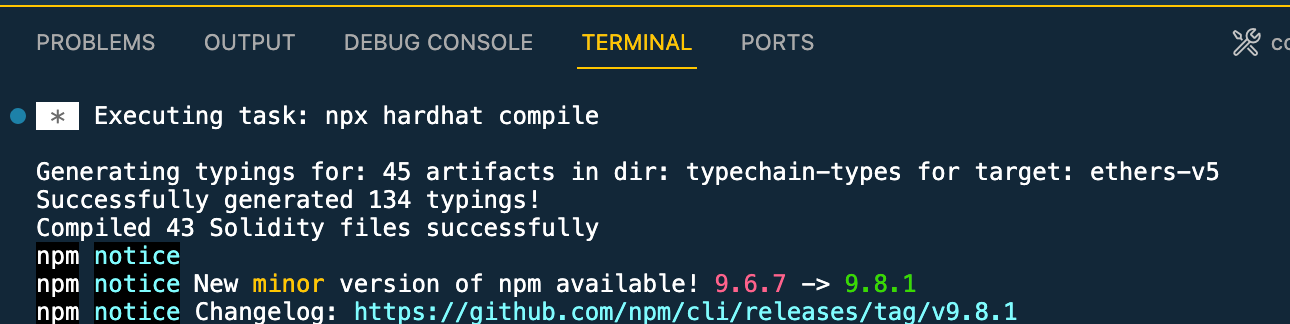 PROBLEMS OUTPUT DEBUG CONSOLE TERMINAL PORTS
* Executing task: npx hardhat compile
Generating typings for: 45 artifacts in dir: typechain-types for target: ethers-v5
Successfully generated 134 typings!
Compiled 43 Solidity files successfully
npm notice
npm notice New minor version of npm available! 9.6.7 -> 9.8.1
npm notice Changelog: https://github.com/npm/cli/releases/tag/v9.8.1